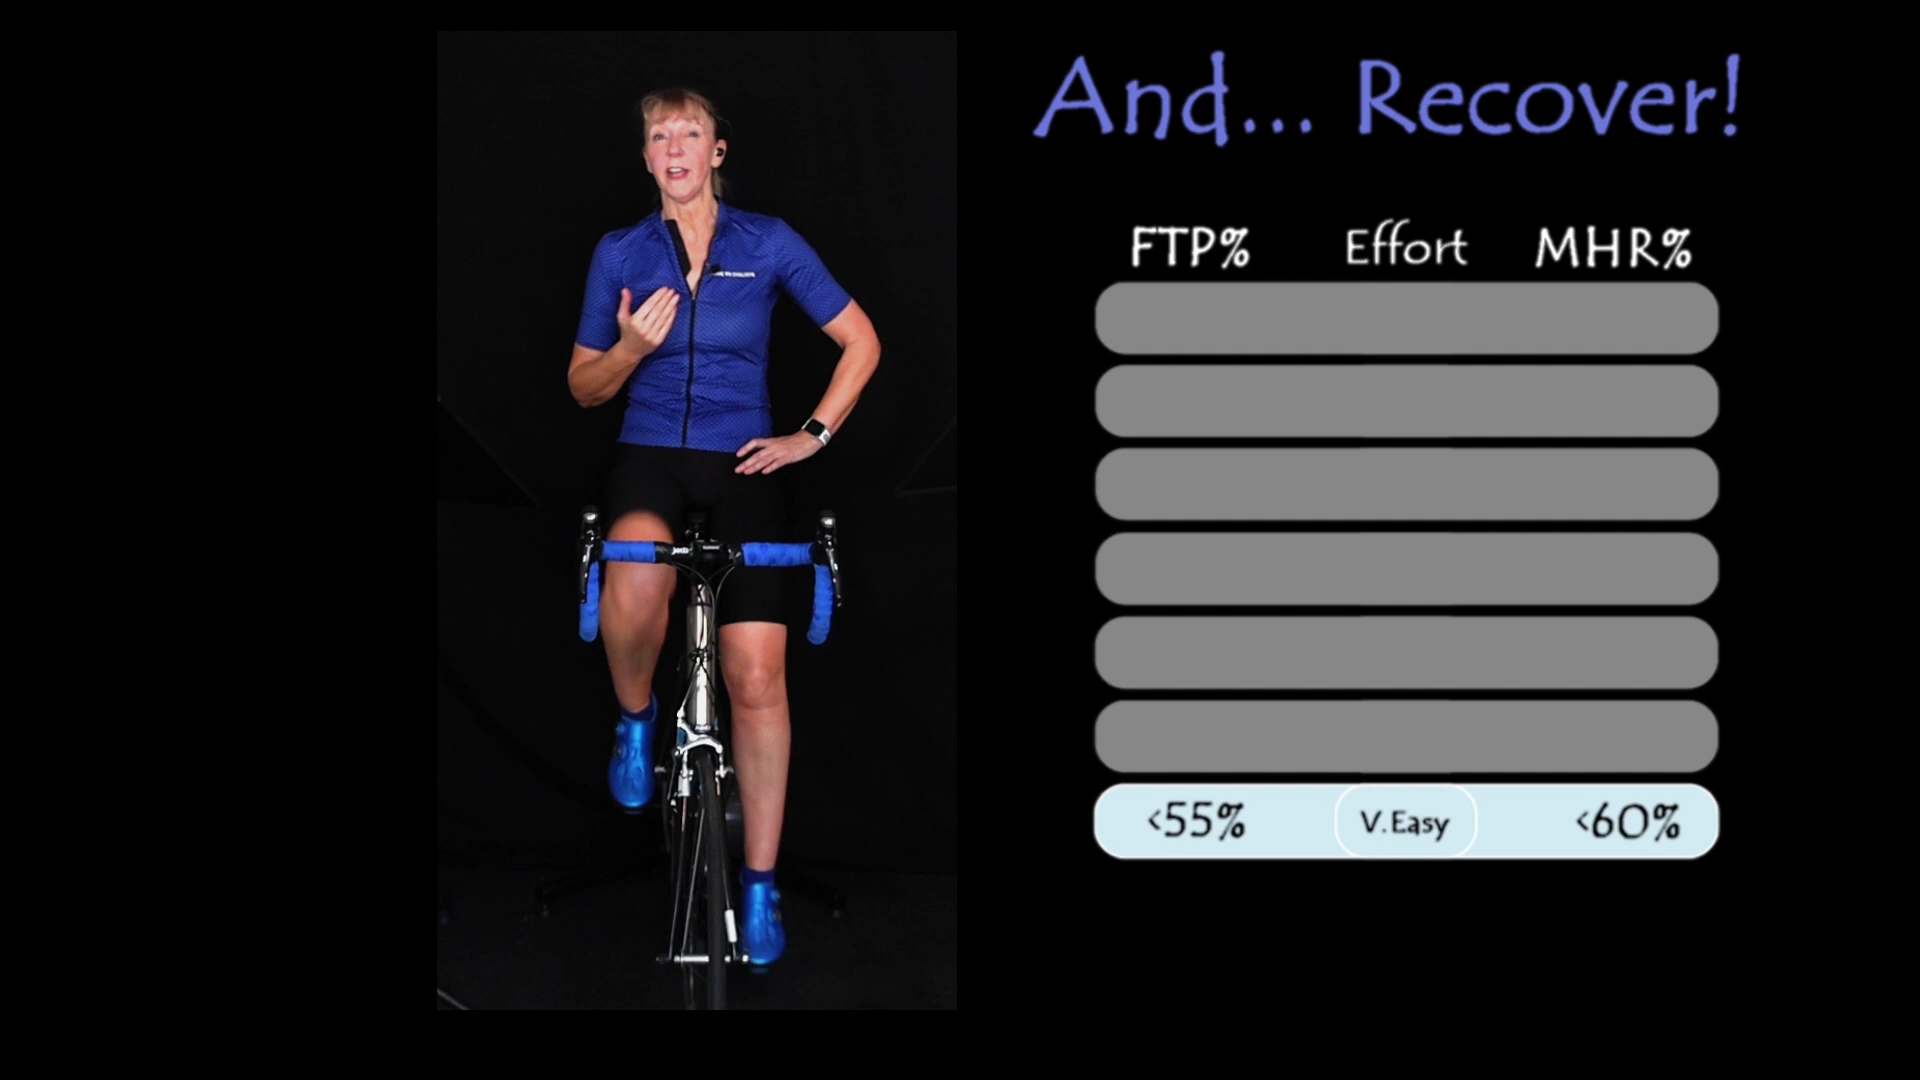 And... Recover!
FTP% Effort MHR%
<55% V.Easy <60%